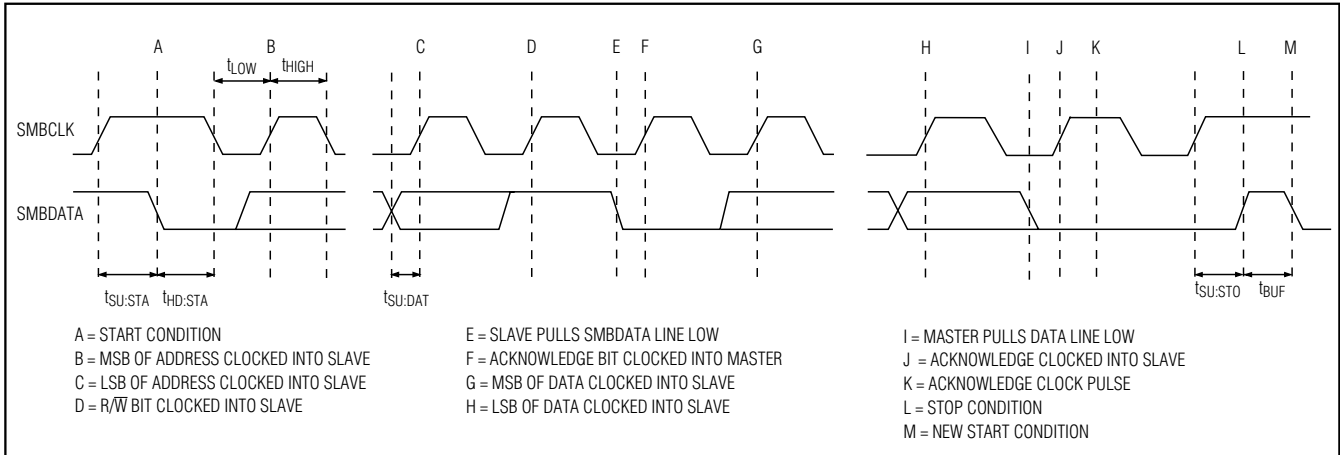 A B C D E F G H I J K L M
tLOW tHIGH
SMBCLK
SMBDATA
tSU:STA tHD:STA tSU:DAT tSU:STO tBUF
A = START CONDITION
B = MSB OF ADDRESS CLOCKED INTO SLAVE
C = LSB OF ADDRESS CLOCKED INTO SLAVE
D = R/W̅ BIT CLOCKED INTO SLAVE
E = SLAVE PULLS SMBDATA LINE LOW
F = ACKNOWLEDGE BIT CLOCKED INTO MASTER
G = MSB OF DATA CLOCKED INTO SLAVE
H = LSB OF DATA CLOCKED INTO SLAVE
I = MASTER PULLS DATA LINE LOW
J = ACKNOWLEDGE CLOCKED INTO SLAVE
K = ACKNOWLEDGE CLOCK PULSE
L = STOP CONDITION
M = NEW START CONDITION